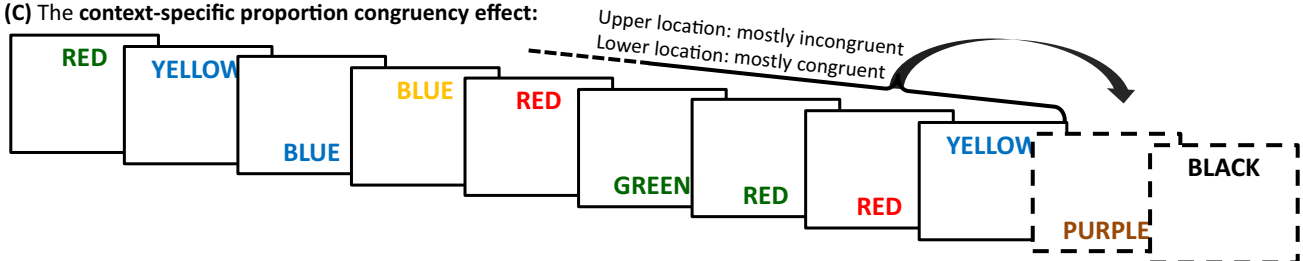 (C) The context-specific proportion congruency effect:
Upper location: mostly incongruent
Lower location: mostly congruent
RED
YELLOW
BLUE
BLUE
RED
GREEN
RED
RED
YELLOW
PURPLE
BLACK